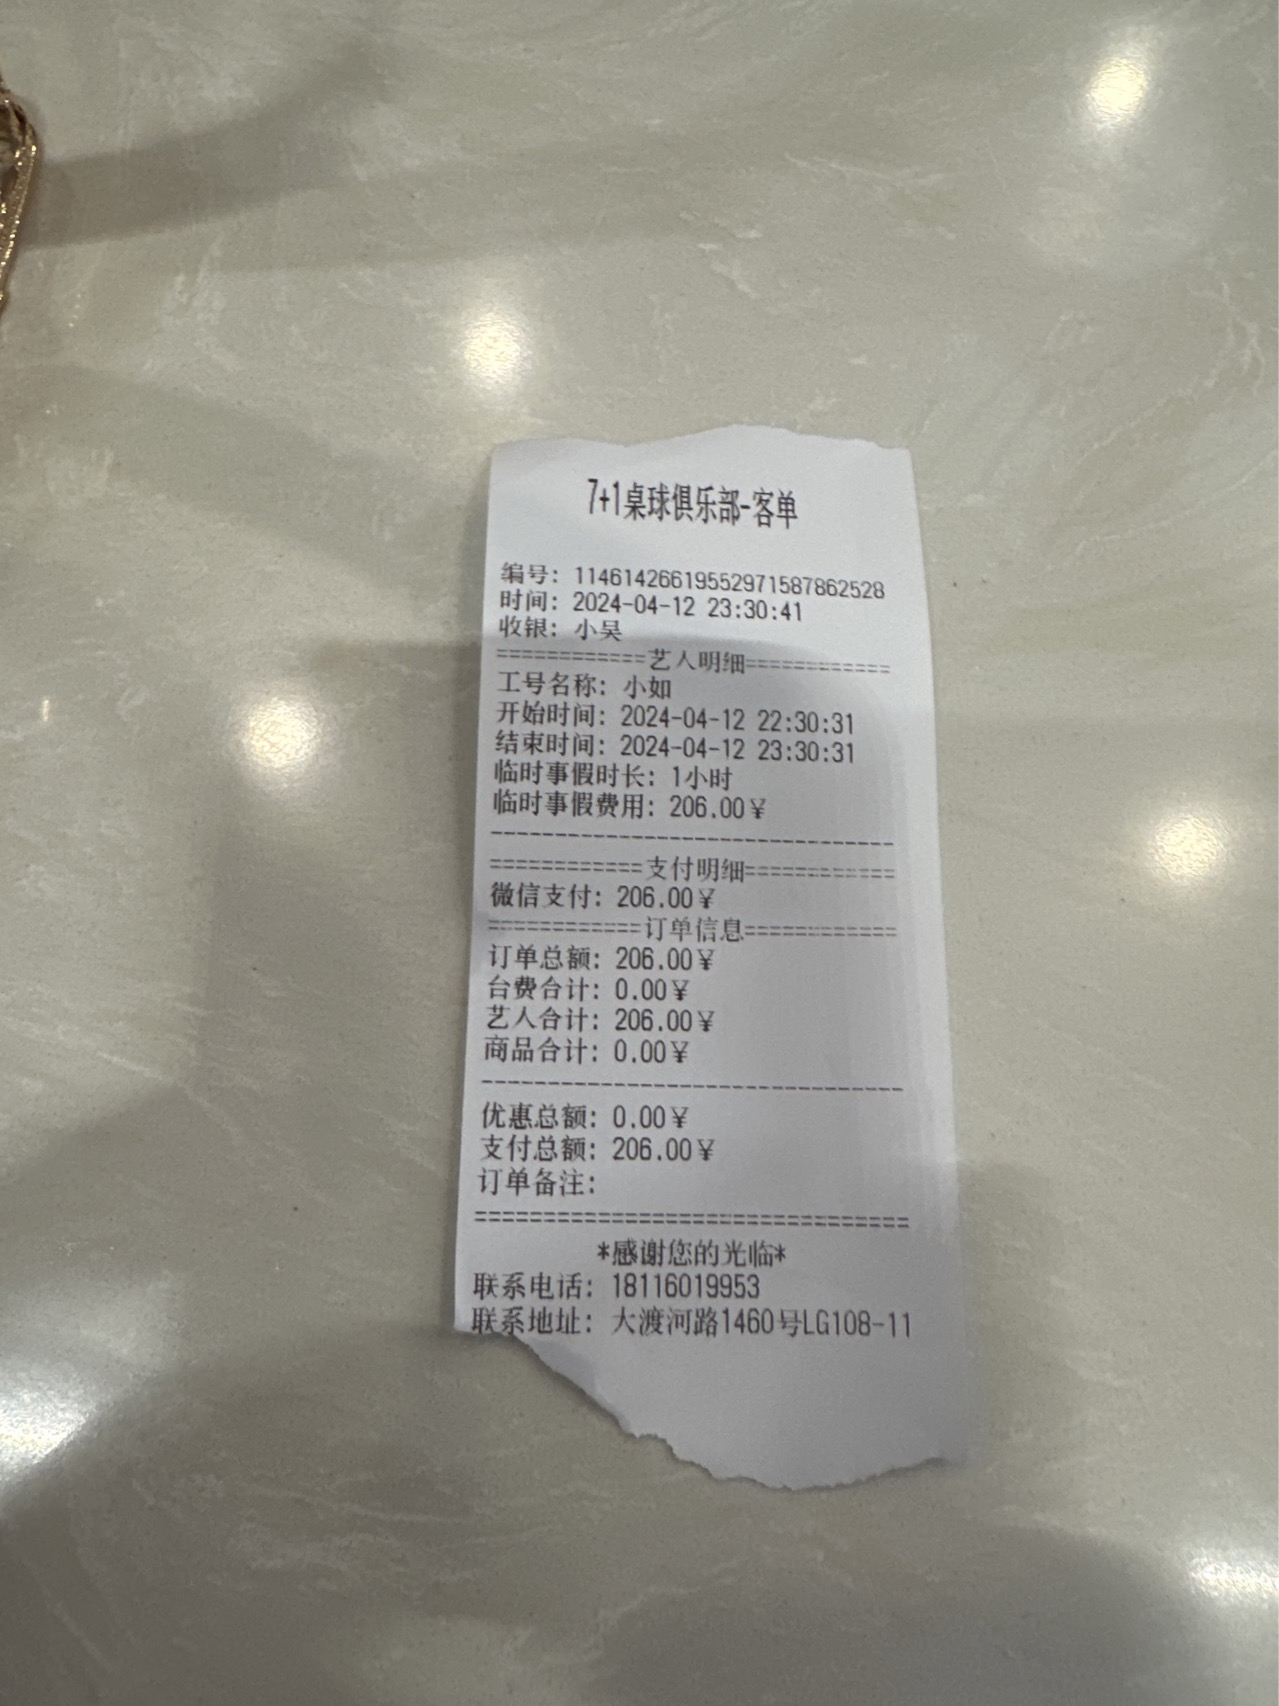 7+1桌球俱乐部-客单
编号: 1146142661955297158​7862528
时间: 2024-04-12 23:30:41
收银: 小吴
============艺人明细============
工号名称: 小如
开始时间: 2024-04-12 22:30:31
结束时间: 2024-04-12 23:30:31
临时事假时长: 1小时
临时事假费用: 206.00¥
--------------------------------
============支付明细============
微信支付: 206.00¥
============订单信息============
订单总额: 206.00¥
台费合计: 0.00¥
艺人合计: 206.00¥
商品合计: 0.00¥
--------------------------------
优惠总额: 0.00¥
支付总额: 206.00¥
订单备注:
================================
*感谢您的光临*
联系电话: 18116019953
联系地址: 大渡河路1460号LG108-11